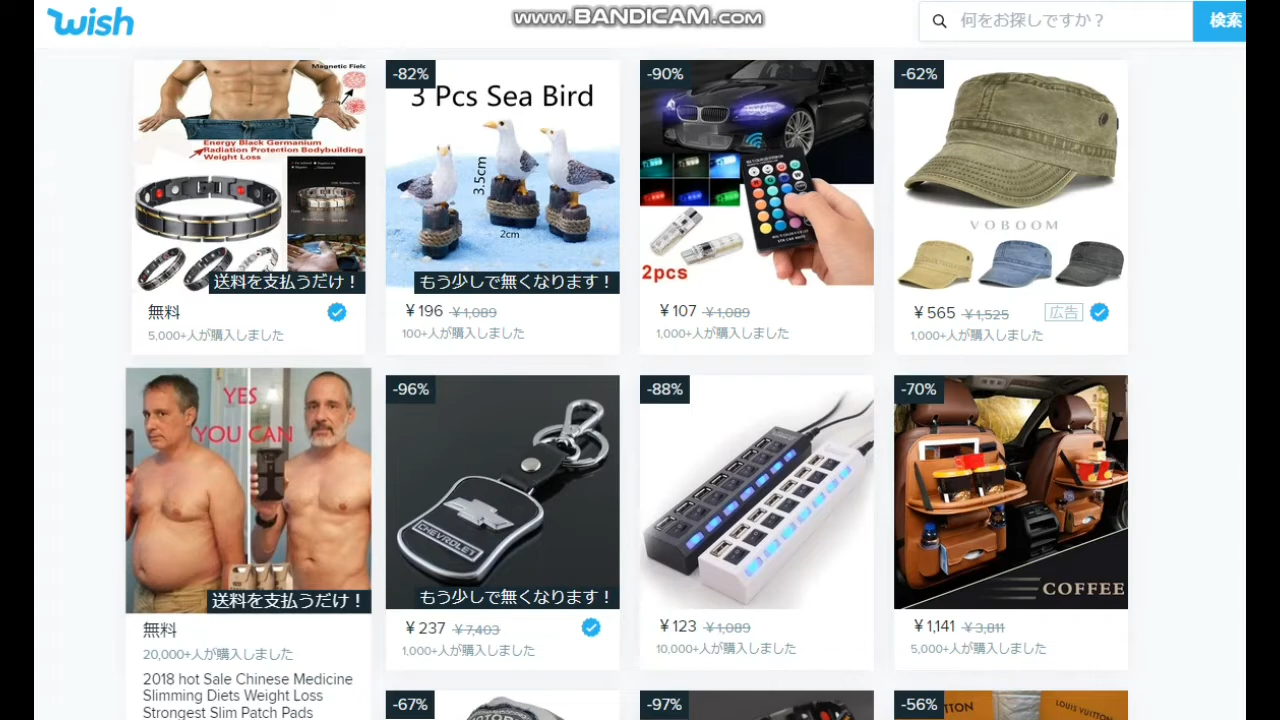 wish
www.BANDICAM.com
何をお探しですか？
検索
Magnetic Field
Energy Black Germanium
Radiation Protection Bodybuilding
Weight Loss
送料を支払うだけ！
無料
5,000+人が購入しました
-82%
3 Pcs Sea Bird
3.5cm
2cm
もう少しで無くなります！
￥196 ￥1,089
100+人が購入しました
-90%
2pcs
￥107 ￥1,089
1,000+人が購入しました
-62%
VOBOOM
￥565 ￥1,525
広告
1,000+人が購入しました
YES
YOU CAN
送料を支払うだけ！
無料
20,000+人が購入しました
2018 hot Sale Chinese Medicine
Slimming Diets Weight Loss
Strongest Slim Patch Pads
-96%
CHEVROLET
もう少しで無くなります！
￥237 ￥7,403
1,000+人が購入しました
-88%
￥123 ￥1,089
10,000+人が購入しました
-70%
COFFEE
￥1,141 ￥3,811
5,000+人が購入しました
-67%
-97%
-56%
LOUIS VUITTON